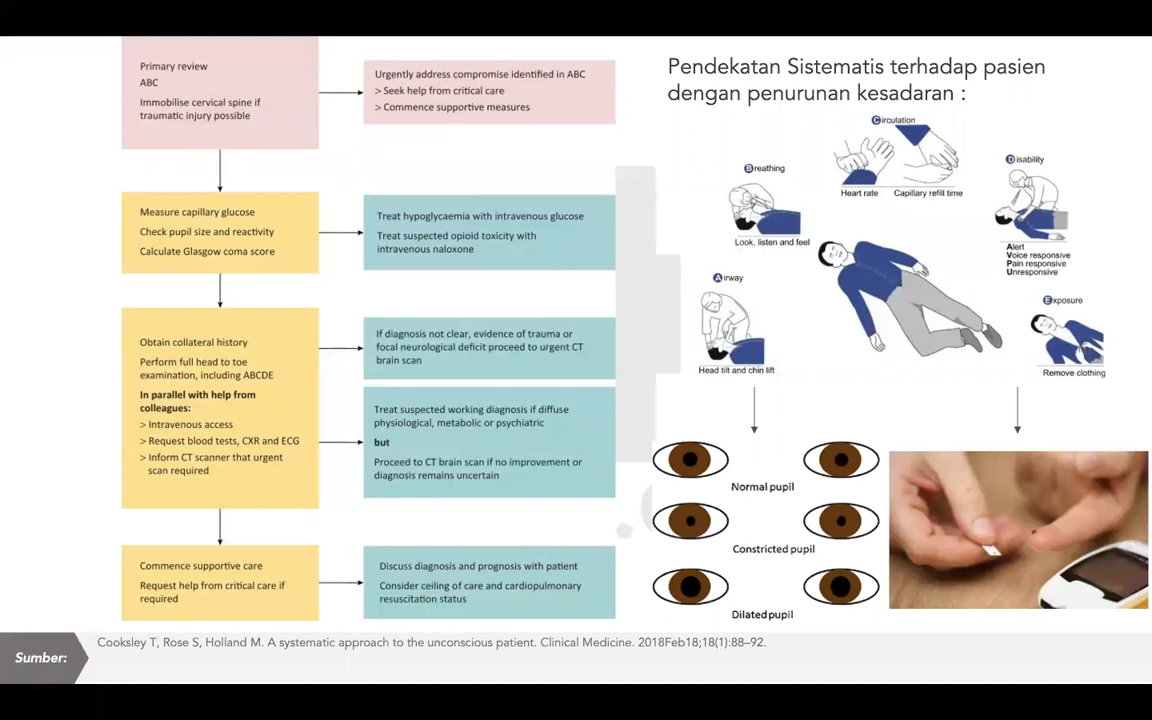 Primary review
ABC
Immobilise cervical spine if
traumatic injury possible
Urgently address compromise identified in ABC
> Seek help from critical care
> Commence supportive measures
Measure capillary glucose
Check pupil size and reactivity
Calculate Glasgow coma score
Treat hypoglycaemia with intravenous glucose
Treat suspected opioid toxicity with
intravenous naloxone
Obtain collateral history
Perform full head to toe
examination, including ABCDE
In parallel with help from
colleagues:
> Intravenous access
> Request blood tests, CXR and ECG
> Inform CT scanner that urgent
scan required
If diagnosis not clear, evidence of trauma or
focal neurological deficit proceed to urgent CT
brain scan
Treat suspected working diagnosis if diffuse
physiological, metabolic or psychiatric
but
Proceed to CT brain scan if no improvement or
diagnosis remains uncertain
Commence supportive care
Request help from critical care if
required
Discuss diagnosis and prognosis with patient
Consider ceiling of care and cardiopulmonary
resuscitation status
Pendekatan Sistematis terhadap pasien
dengan penurunan kesadaran :
Circulation
Heart rate
Capillary refill time
Breathing
Look, listen and feel
Disability
Alert
Voice responsive
Pain responsive
Unresponsive
Airway
Head tilt and chin lift
Exposure
Remove clothing
Normal pupil
Constricted pupil
Dilated pupil
Sumber:
Cooksley T, Rose S, Holland M. A systematic approach to the unconscious patient. Clinical Medicine. 2018Feb18;18(1):88–92.